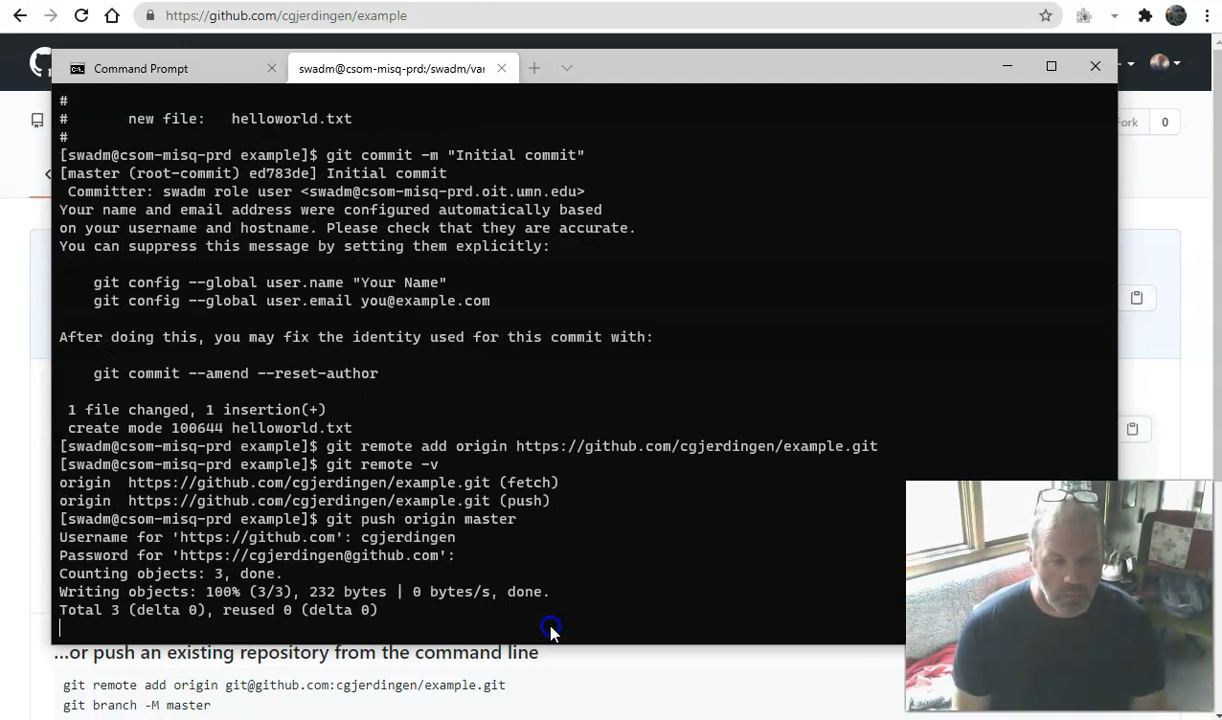 https://github.com/cgjerdingen/example
Command Prompt
swadm@csom-misq-prd:/swadm/var
Fork
0
#
#       new file:   helloworld.txt
#
[swadm@csom-misq-prd example]$ git commit -m "Initial commit"
[master (root-commit) ed783de] Initial commit
 Committer: swadm role user <swadm@csom-misq-prd.oit.umn.edu>
Your name and email address were configured automatically based
on your username and hostname. Please check that they are accurate.
You can suppress this message by setting them explicitly:
    git config --global user.name "Your Name"
    git config --global user.email you@example.com
After doing this, you may fix the identity used for this commit with:
    git commit --amend --reset-author
 1 file changed, 1 insertion(+)
 create mode 100644 helloworld.txt
[swadm@csom-misq-prd example]$ git remote add origin https://github.com/cgjerdingen/example.git
[swadm@csom-misq-prd example]$ git remote -v
origin  https://github.com/cgjerdingen/example.git (fetch)
origin  https://github.com/cgjerdingen/example.git (push)
[swadm@csom-misq-prd example]$ git push origin master
Username for 'https://github.com': cgjerdingen
Password for 'https://cgjerdingen@github.com':
Counting objects: 3, done.
Writing objects: 100% (3/3), 232 bytes | 0 bytes/s, done.
Total 3 (delta 0), reused 0 (delta 0)
…or push an existing repository from the command line
git remote add origin git@github.com:cgjerdingen/example.git
git branch -M master